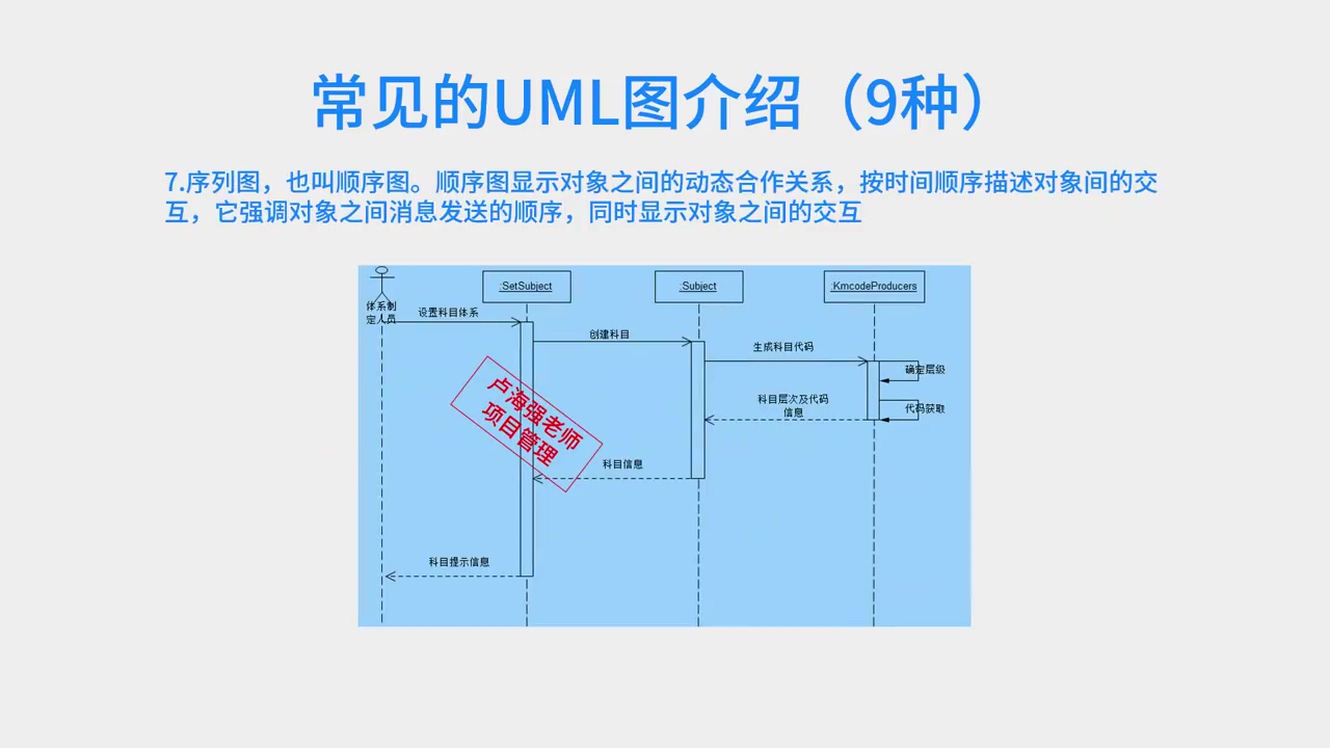 常见的UML图介绍（9种）
7.序列图，也叫顺序图。顺序图显示对象之间的动态合作关系，按时间顺序描述对象间的交
互，它强调对象之间消息发送的顺序，同时显示对象之间的交互
:SetSubject
:Subject
:KmcodeProducers
体系制
定人员
设置科目体系
创建科目
生成科目代码
确定层级
科目层次及代码
信息
代码获取
卢海强老师
项目管理
科目信息
科目提示信息